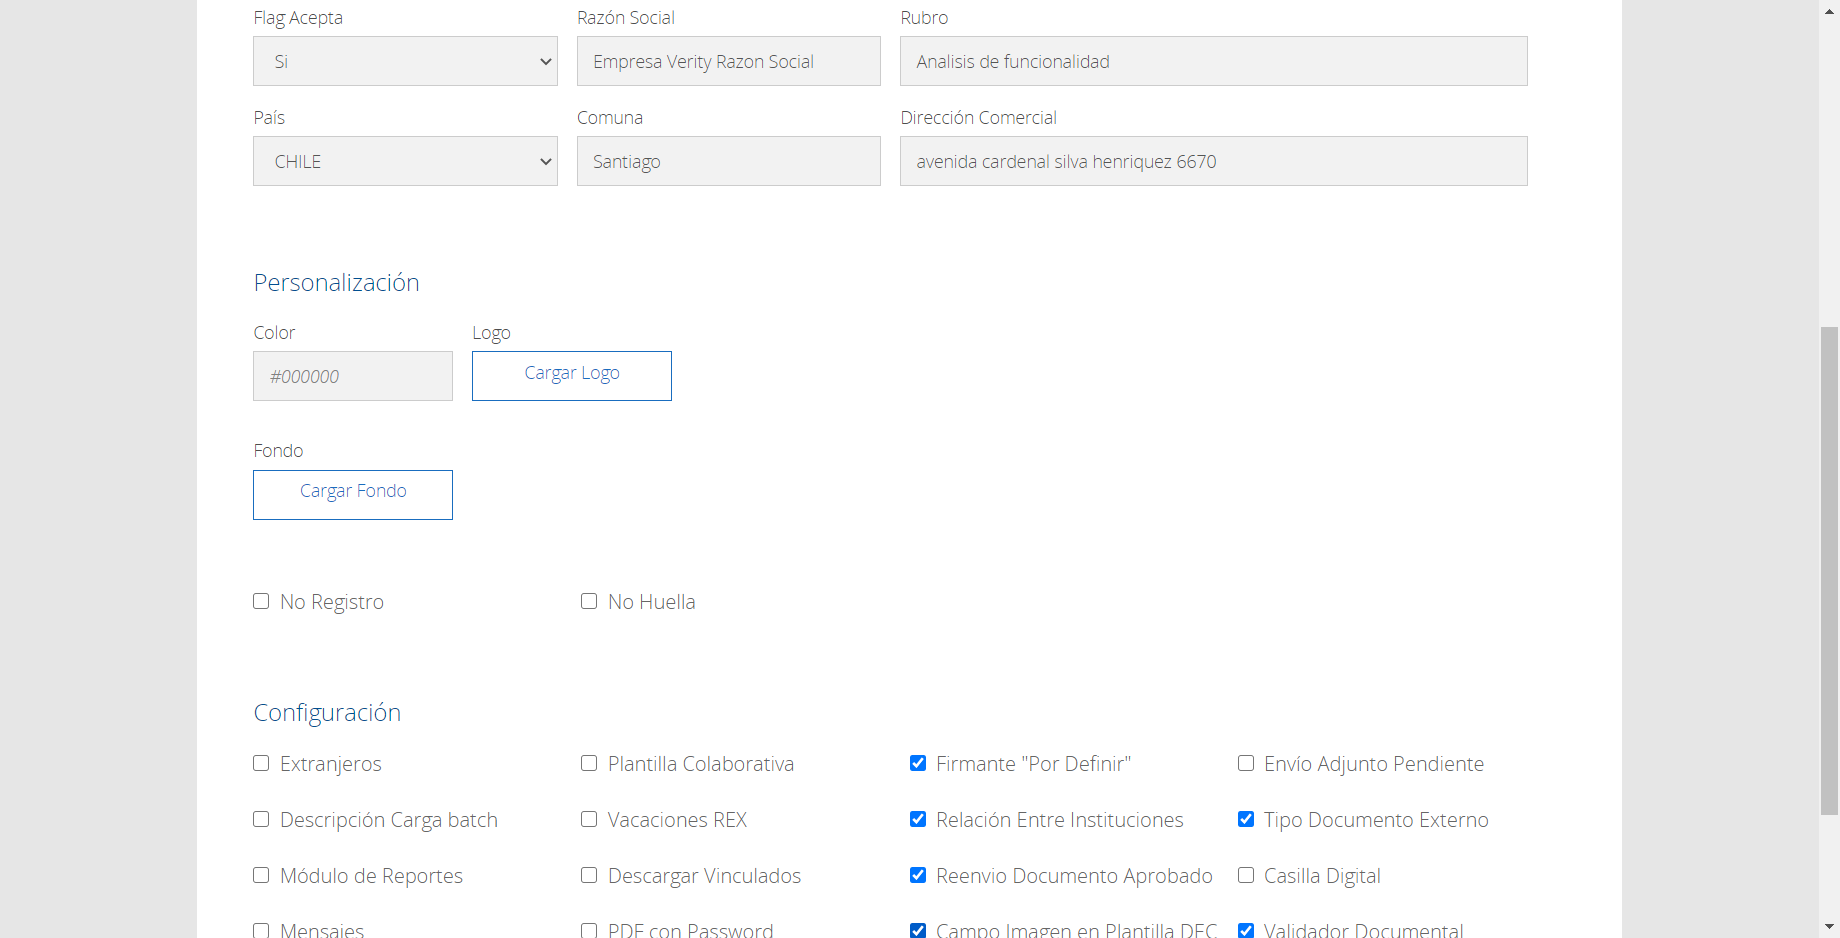 Flag Acepta Razón Social Rubro
Si Empresa Verity Razon Social Analisis de funcionalidad
País Comuna Dirección Comercial
CHILE Santiago avenida cardenal silva henriquez 6670
Personalización
Color Logo
#000000 Cargar Logo
Fondo
Cargar Fondo
No Registro No Huella
Configuración
Extranjeros Plantilla Colaborativa Firmante "Por Definir" Envío Adjunto Pendiente
Descripción Carga batch Vacaciones REX Relación Entre Instituciones Tipo Documento Externo
Módulo de Reportes Descargar Vinculados Reenvio Documento Aprobado Casilla Digital
Mensajes PDF con Password Campo Imagen en Plantilla DEC Validador Documental